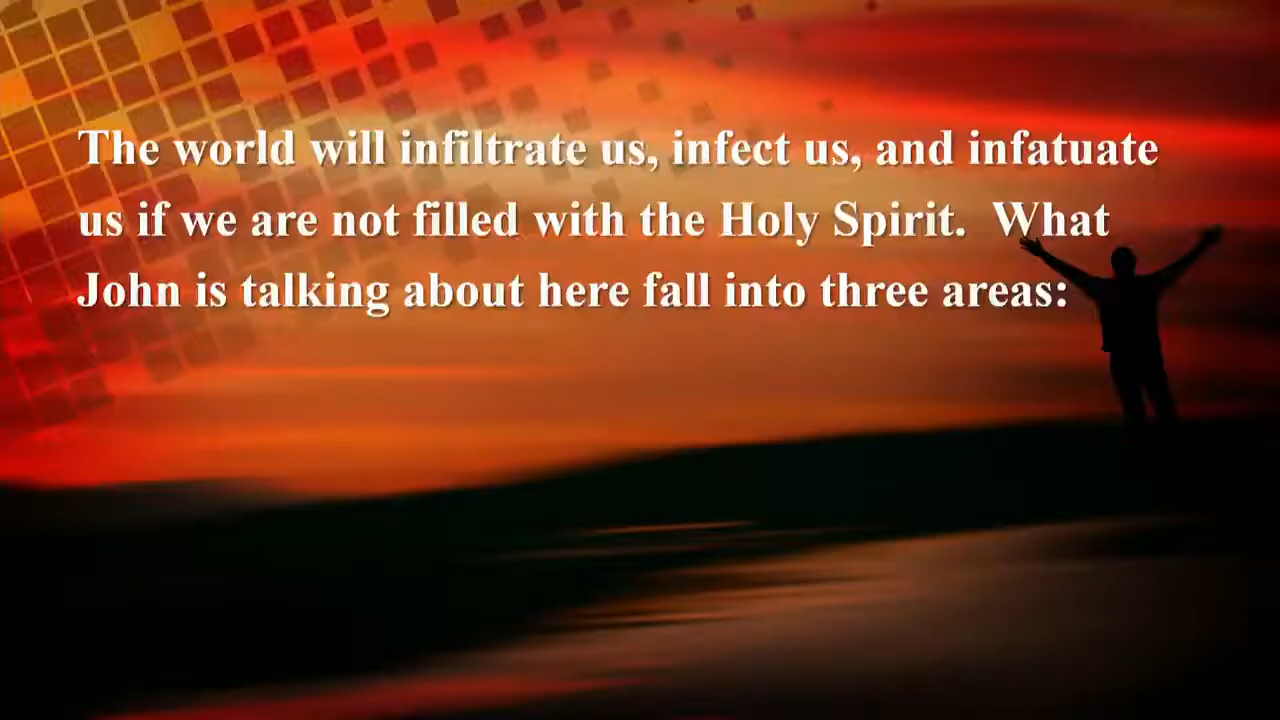 The world will infiltrate us, infect us, and infatuate
us if we are not filled with the Holy Spirit.  What
John is talking about here fall into three areas: